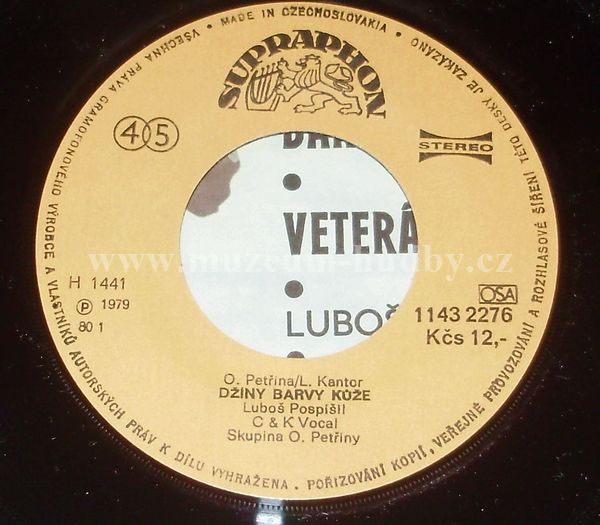 VŠECHNA PRÁVA GRAMOFONOVÉHO VÝROBCE A VLASTNÍKŮ AUTORSKÝCH PRÁV K DÍLU VYHRAŽENA. POŘIZOVÁNÍ KOPIÍ, VEŘEJNÉ PROVOZOVÁNÍ A ROZHLASOVÉ ŠÍŘENÍ TÉTO DESKY JE ZAKÁZÁNO • MADE IN CZECHOSLOVAKIA •
SUPRAPHON
45
STEREO
• VETERÁ
www.muzeum-hudby.cz
• LUBOŠ
H 1441
Ⓟ 1979
80 1
OSA
1143 2276
Kčs 12,-
O. Petřina/L. Kantor
DŽÍNY BARVY KŮŽE
Luboš Pospíšil
C & K Vocal
Skupina O. Petřiny